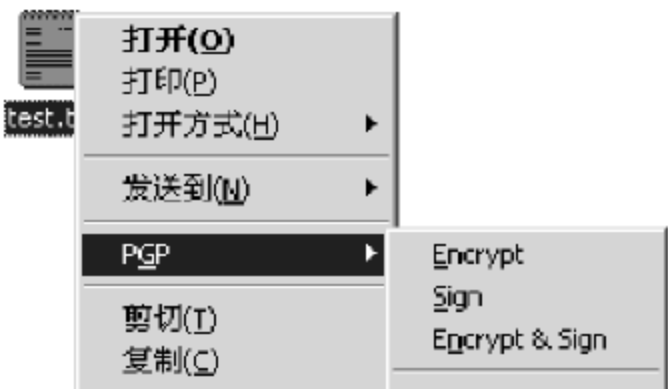 打开(O)
打印(P)
打开方式(H)
发送到(N)
PGP
剪切(T)
复制(C)
Encrypt
Sign
Encrypt & Sign